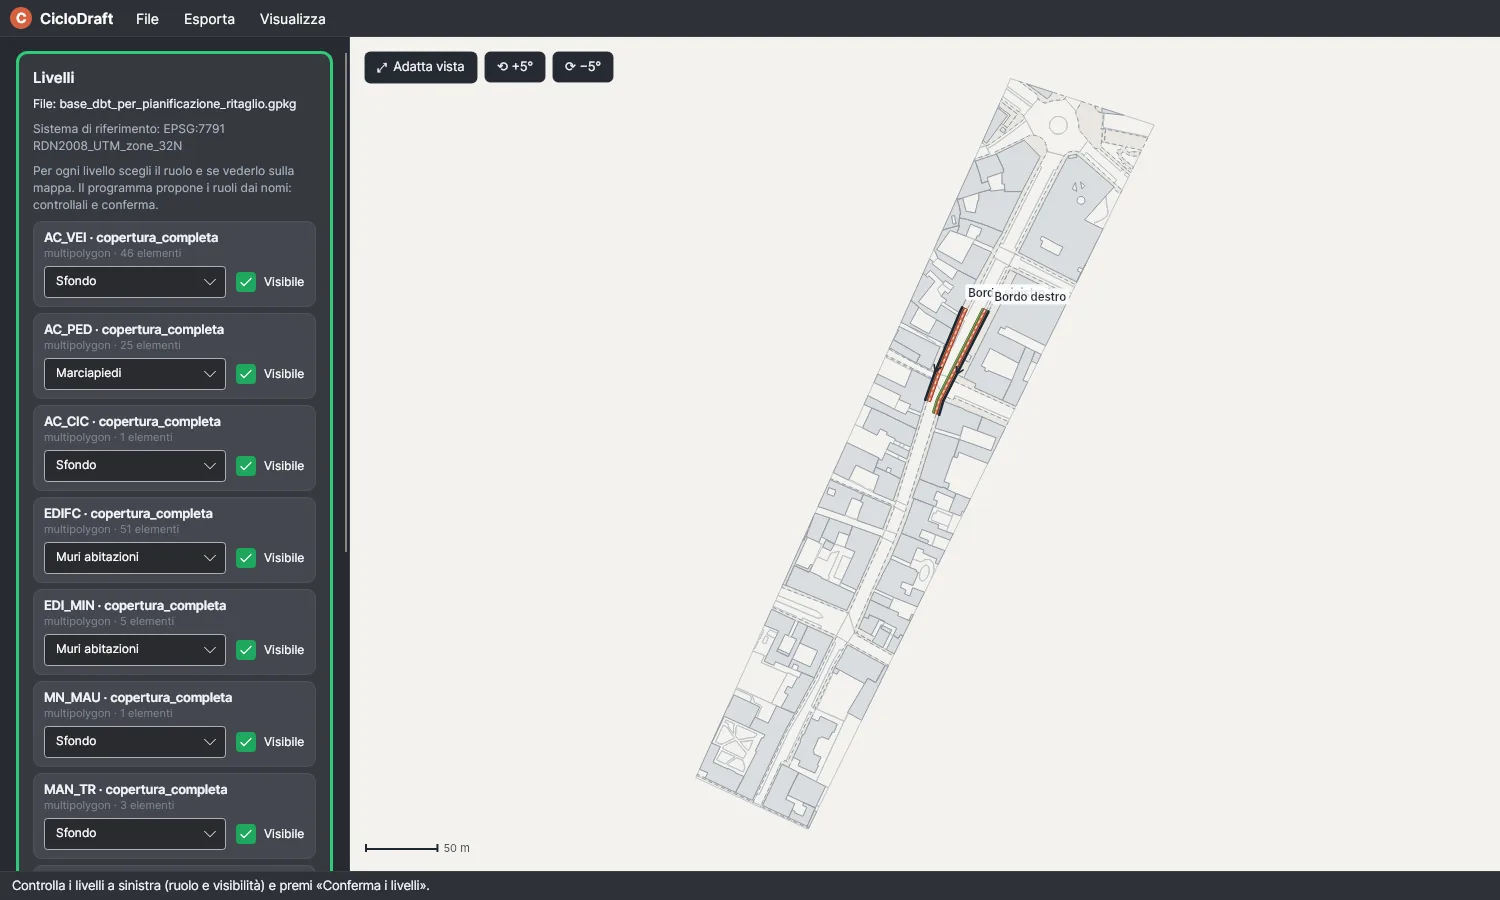 C CicloDraft File Esporta Visualizza
Livelli
File: base_dbt_per_pianificazione_ritaglio.gpkg
Sistema di riferimento: EPSG:7791
RDN2008_UTM_zone_32N
Per ogni livello scegli il ruolo e se vederlo sulla
mappa. Il programma propone i ruoli dai nomi:
controllali e conferma.
AC_VEI · copertura_completa
multipolygon · 46 elementi
Sfondo Visibile
AC_PED · copertura_completa
multipolygon · 25 elementi
Marciapiedi Visibile
AC_CIC · copertura_completa
multipolygon · 1 elementi
Sfondo Visibile
EDIFC · copertura_completa
multipolygon · 51 elementi
Muri abitazioni Visibile
EDI_MIN · copertura_completa
multipolygon · 5 elementi
Muri abitazioni Visibile
MN_MAU · copertura_completa
multipolygon · 1 elementi
Sfondo Visibile
MAN_TR · copertura_completa
multipolygon · 3 elementi
Sfondo Visibile
Adatta vista
⟲ +5°
⟳ −5°
Bordo destro
50 m
Controlla i livelli a sinistra (ruolo e visibilità) e premi «Conferma i livelli».